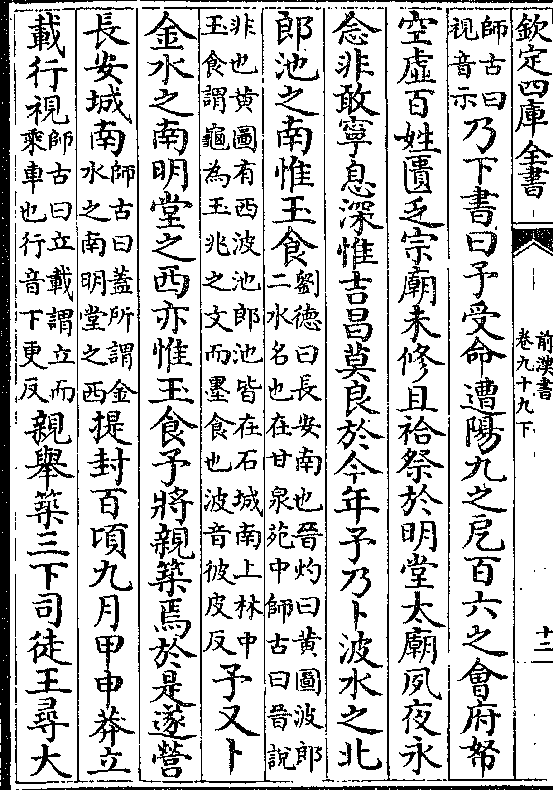 欽定四庫全書
前漢書
卷九十九下
十二
師古曰視音示乃下書曰予受命遭陽九之戹百六之會府帑
空虛百姓匱乏宗廟未修且祫祭於明堂太廟夙夜永
念非敢寧息深惟吉昌莫良於今年予乃卜波水之北
郎池之南惟玉食劉德曰長安南也晉灼曰黄圖波郎二水名也在甘泉苑中師古曰晉說
非也黄圖有西波池郎池皆在石城南上林中玉食謂龜為玉兆之文而墨食也波音彼皮反予又卜
金水之南明堂之西亦惟玉食予將親築焉於是遂營
長安城南師古曰蓋所謂金水之南明堂之西提封百頃九月甲申莽立
載行視師古曰立載謂立而乘車也行音下更反親舉築三下司徒王尋大